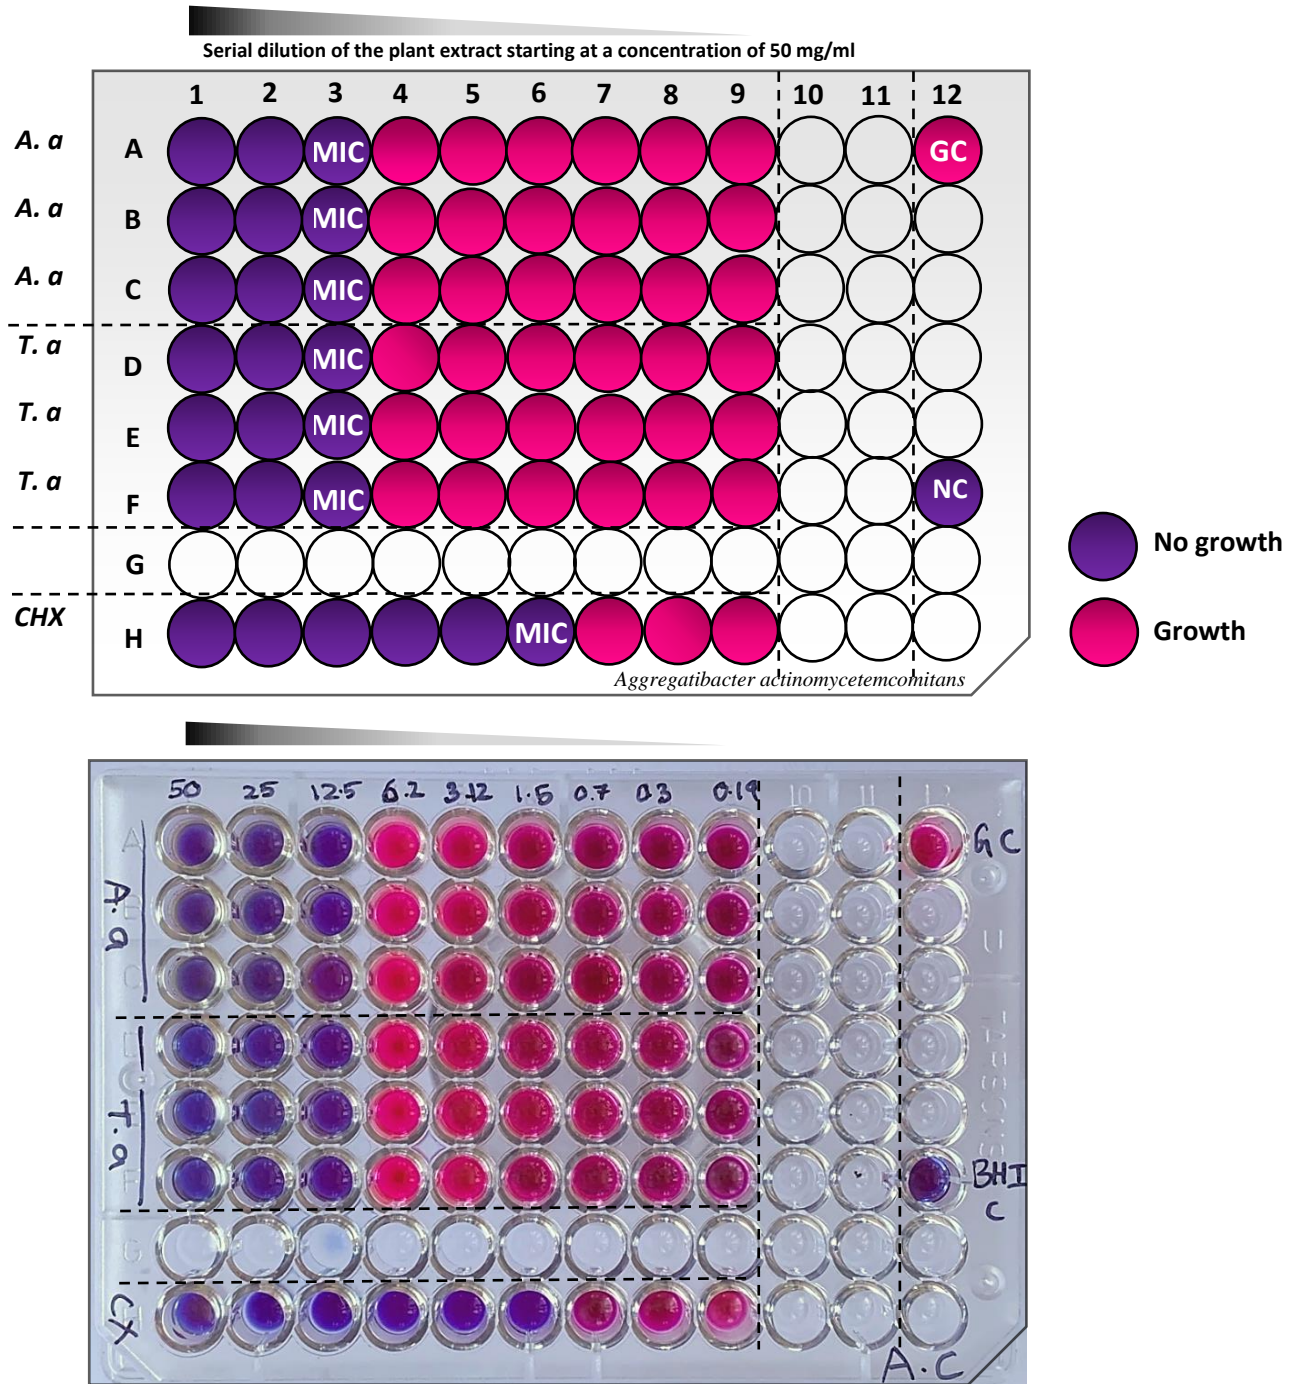 Serial dilution of the plant extract starting at a concentration of 50 mg/ml
1 2 3 4 5 6 7 8 9 10 11 12
A. a A MIC GC
A. a B MIC
A. a C MIC
T. a D MIC
T. a E MIC
T. a F MIC NC
G
CHX H MIC
Aggregatibacter actinomycetemcomitans
No growth
Growth
50 25 12.5 6.2 3.12 1.5 0.7 0.3 0.19 10 11 12
A GC
A.a
C
T.a
F BHI
C
G
CX
A.C